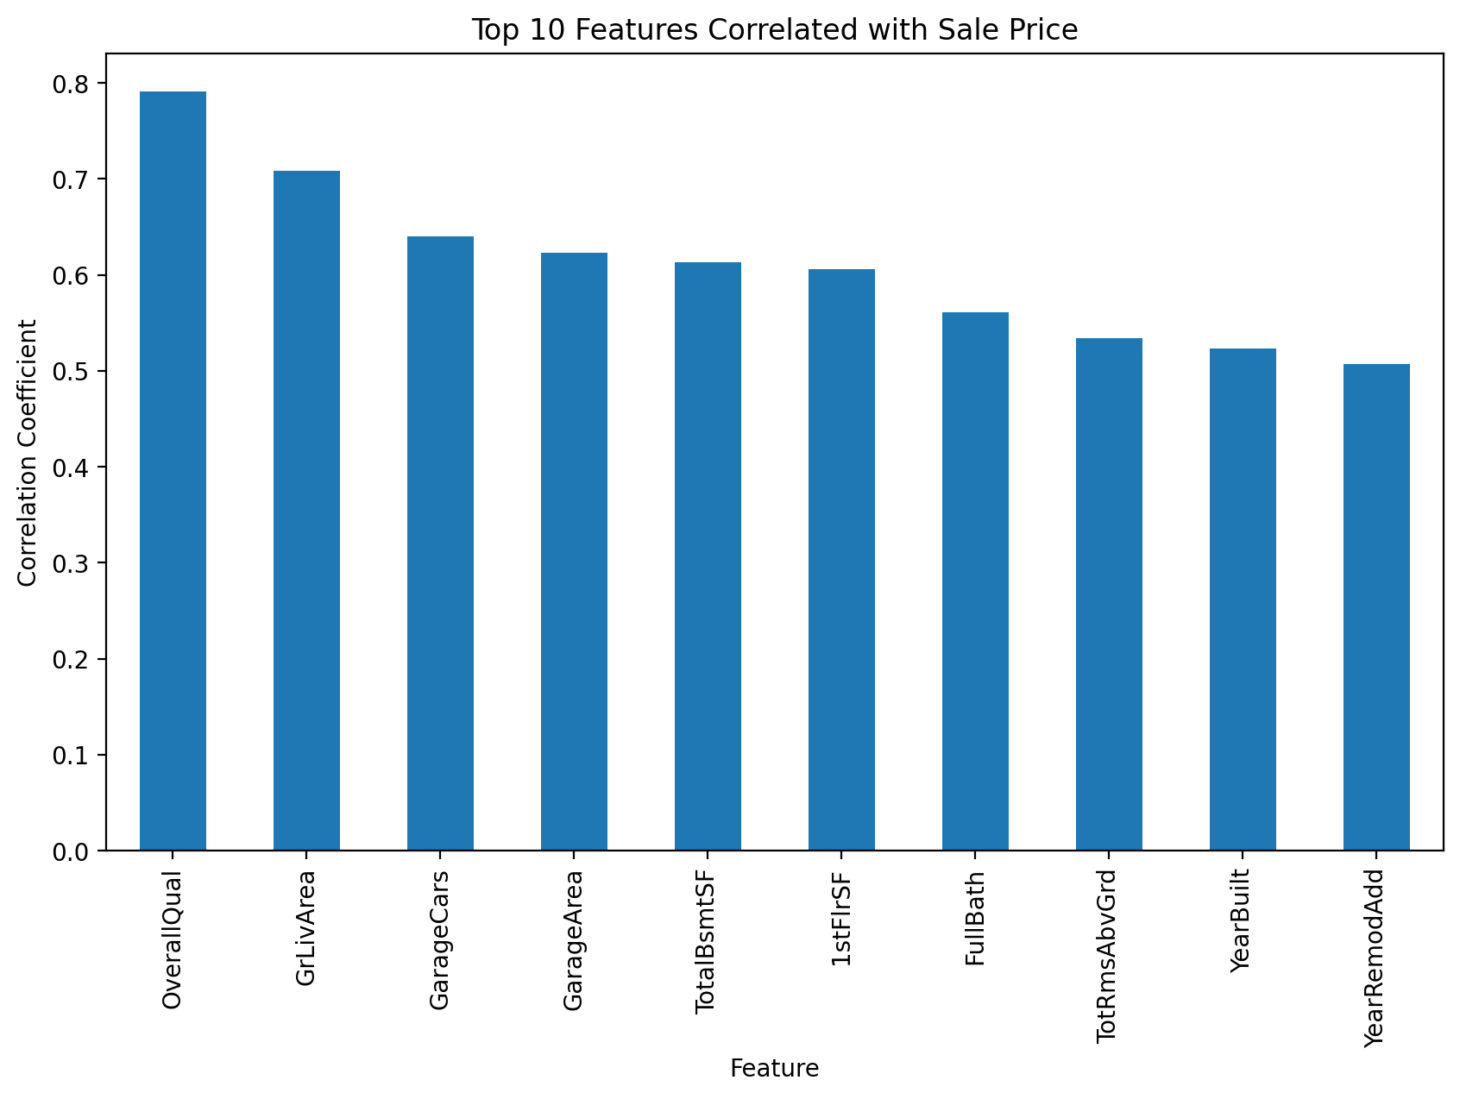 Top 10 Features Correlated with Sale Price
Correlation Coefficient
0.8
0.7
0.6
0.5
0.4
0.3
0.2
0.1
0.0
OverallQual
GrLivArea
GarageCars
GarageArea
TotalBsmtSF
1stFlrSF
FullBath
TotRmsAbvGrd
YearBuilt
YearRemodAdd
Feature